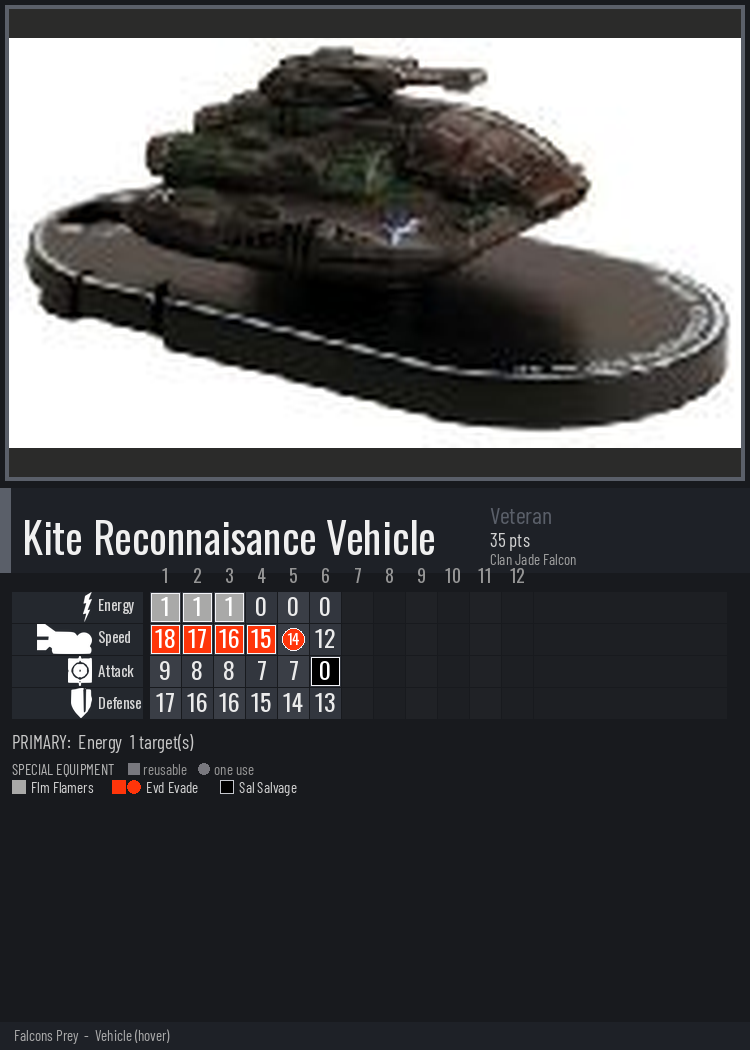 Kite Reconnaisance Vehicle
Veteran
35 pts
Clan Jade Falcon
1 2 3 4 5 6 7 8 9 10 11 12
Energy 1 1 1 0 0 0
Speed 18 17 16 15 14 12
Attack 9 8 8 7 7 0
Defense 17 16 16 15 14 13
PRIMARY: Energy 1 target(s)
SPECIAL EQUIPMENT reusable one use
Flm Flamers Evd Evade Sal Salvage
Falcons Prey - Vehicle (hover)